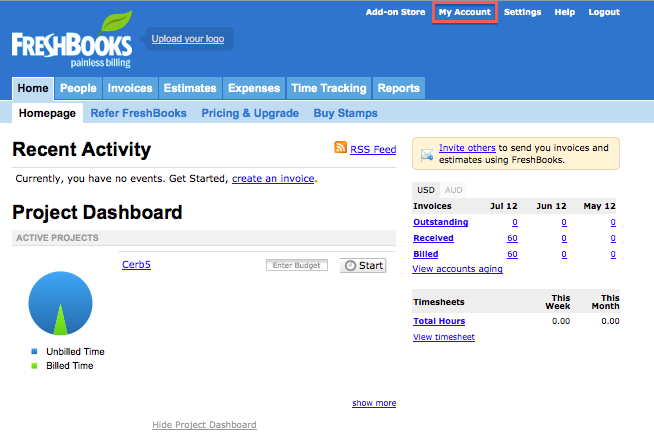 Add-on Store My Account Settings Help Logout
FRESHBOOKS
painless billing
Upload your logo
Home People Invoices Estimates Expenses Time Tracking Reports
Homepage Refer FreshBooks Pricing & Upgrade Buy Stamps
Recent Activity
RSS Feed
Currently, you have no events. Get Started, create an invoice.
Project Dashboard
ACTIVE PROJECTS
Cerb5 Enter Budget Start
Unbilled Time
Billed Time
show more
Hide Project Dashboard
Invite others to send you invoices and
estimates using FreshBooks.
USD AUD
Invoices Jul 12 Jun 12 May 12
Outstanding 0 0 0
Received 60 0 0
Billed 60 0 0
View accounts aging
Timesheets This Week This Month
Total Hours 0.00 0.00
View timesheet